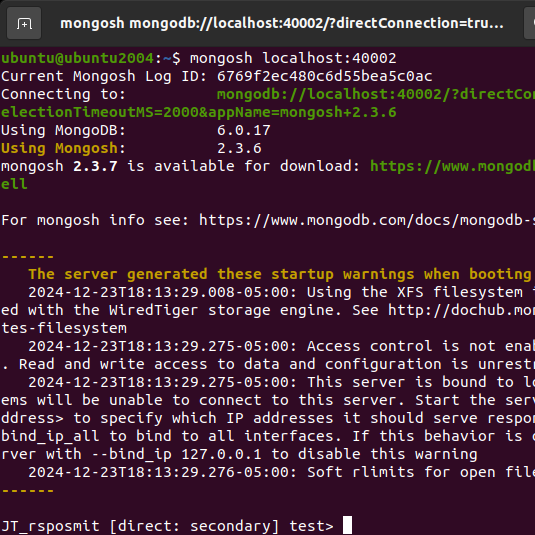 mongosh mongodb://localhost:40002/?directConnection=tru...
ubuntu@ubuntu2004:~$ mongosh localhost:40002
Current Mongosh Log ID: 6769f2ec480c6d55bea5c0ac
Connecting to: mongodb://localhost:40002/?directCon
electionTimeoutMS=2000&appName=mongosh+2.3.6
Using MongoDB: 6.0.17
Using Mongosh: 2.3.6
mongosh 2.3.7 is available for download: https://www.mongodb
ell
For mongosh info see: https://www.mongodb.com/docs/mongodb-s
------
The server generated these startup warnings when booting
2024-12-23T18:13:29.008-05:00: Using the XFS filesystem i
ed with the WiredTiger storage engine. See http://dochub.mon
tes-filesystem
2024-12-23T18:13:29.275-05:00: Access control is not enab
. Read and write access to data and configuration is unrestr
2024-12-23T18:13:29.275-05:00: This server is bound to lo
ems will be unable to connect to this server. Start the serv
ddress> to specify which IP addresses it should serve respon
bind_ip_all to bind to all interfaces. If this behavior is d
rver with --bind_ip 127.0.0.1 to disable this warning
2024-12-23T18:13:29.276-05:00: Soft rlimits for open file
------
JT_rsposmit [direct: secondary] test>